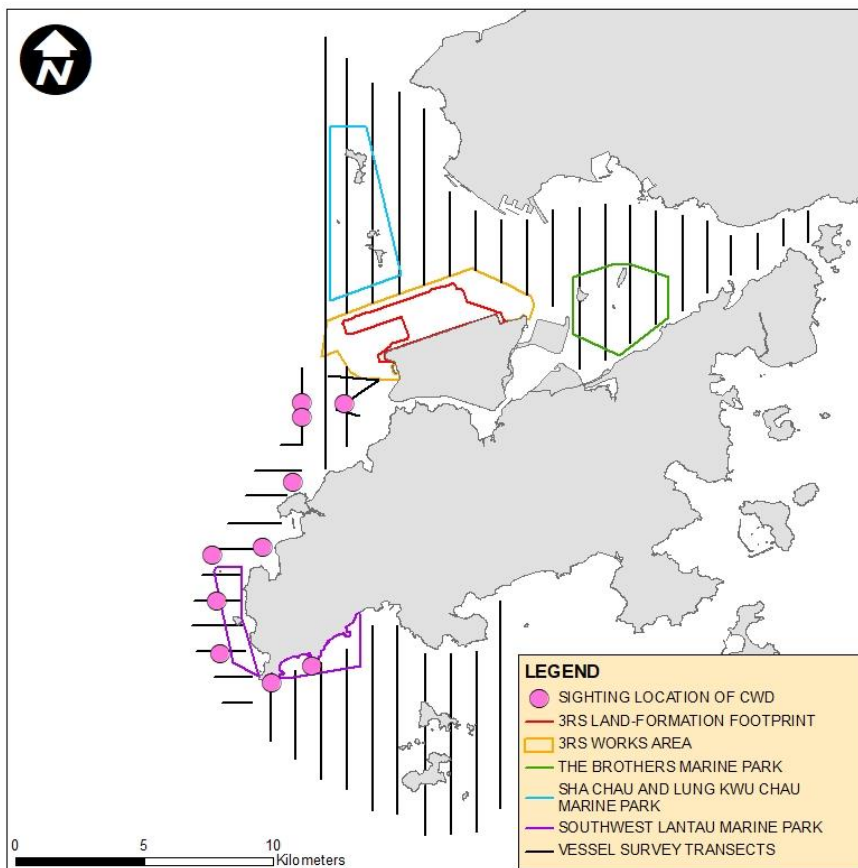 N
LEGEND
SIGHTING LOCATION OF CWD
3RS LAND-FORMATION FOOTPRINT
3RS WORKS AREA
THE BROTHERS MARINE PARK
SHA CHAU AND LUNG KWU CHAU
MARINE PARK
SOUTHWEST LANTAU MARINE PARK
VESSEL SURVEY TRANSECTS
0 5 10
Kilometers